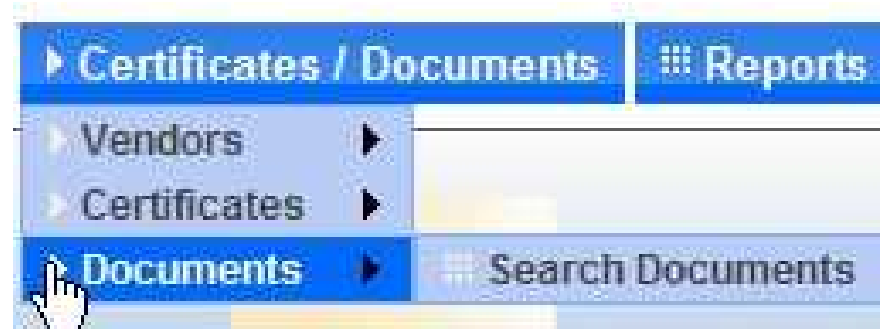 Certificates / Documents Reports
Vendors
Certificates
Documents Search Documents